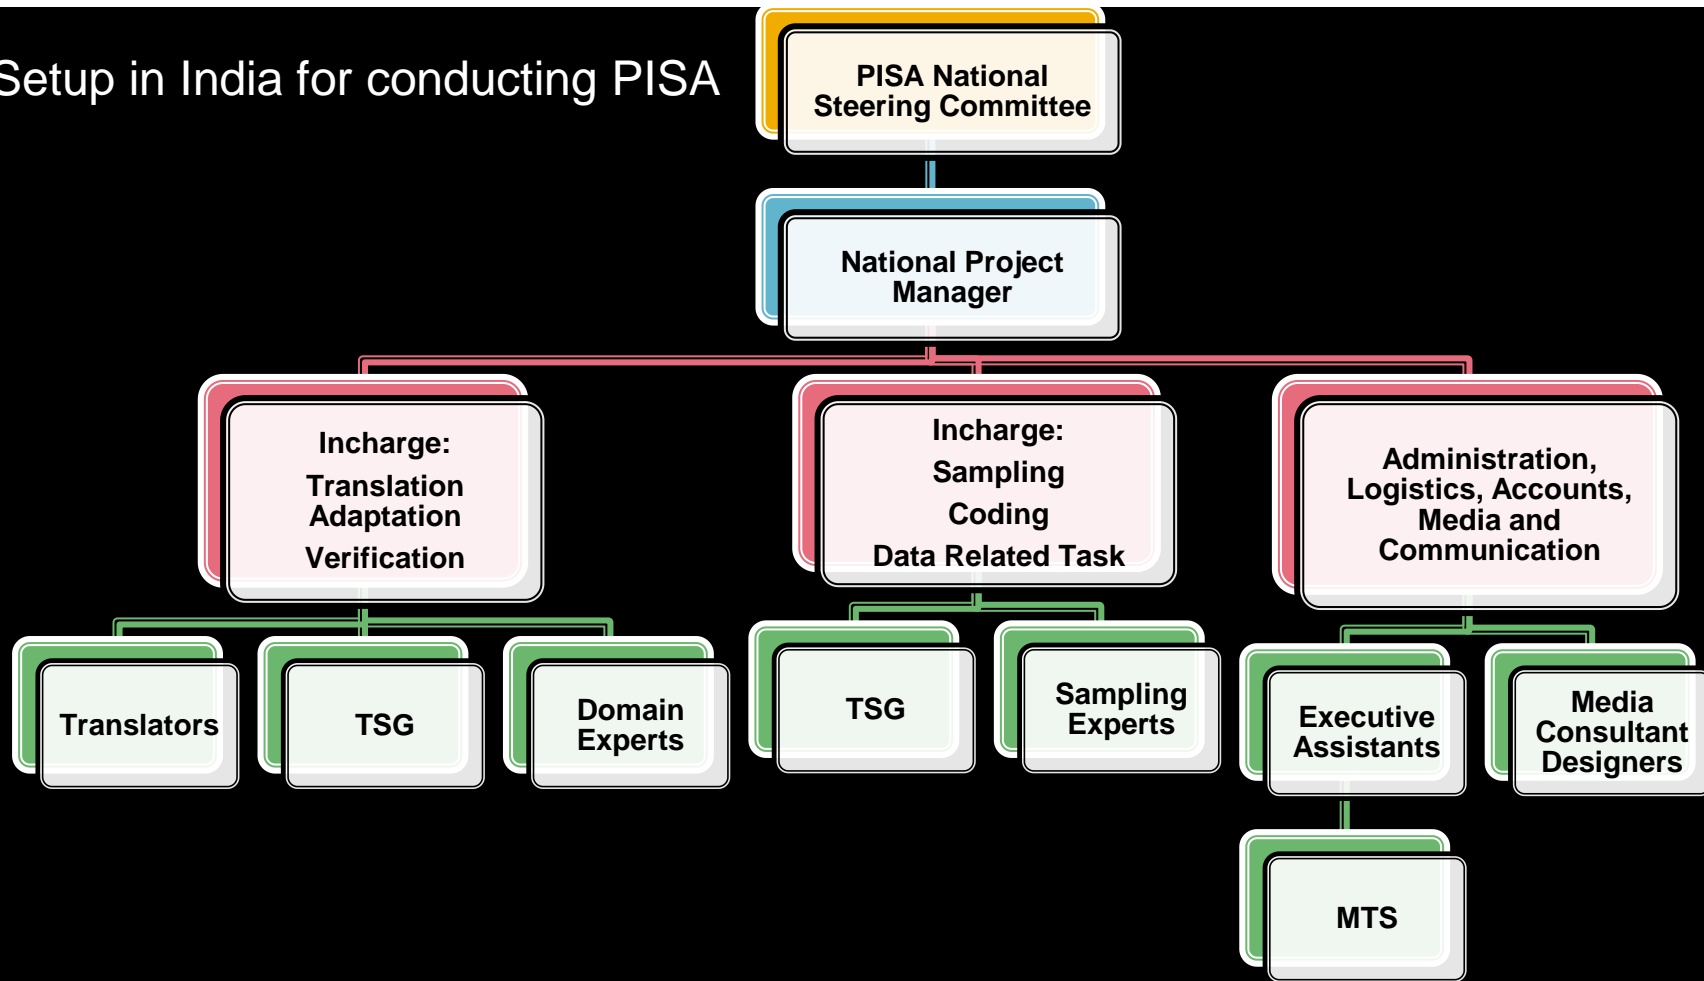 Setup in India for conducting PISA
PISA National
Steering Committee
National Project
Manager
Incharge:
Translation
Adaptation
Verification
Incharge:
Sampling
Coding
Data Related Task
Administration,
Logistics, Accounts,
Media and
Communication
Translators
TSG
Domain
Experts
TSG
Sampling
Experts
Executive
Assistants
Media
Consultant
Designers
MTS